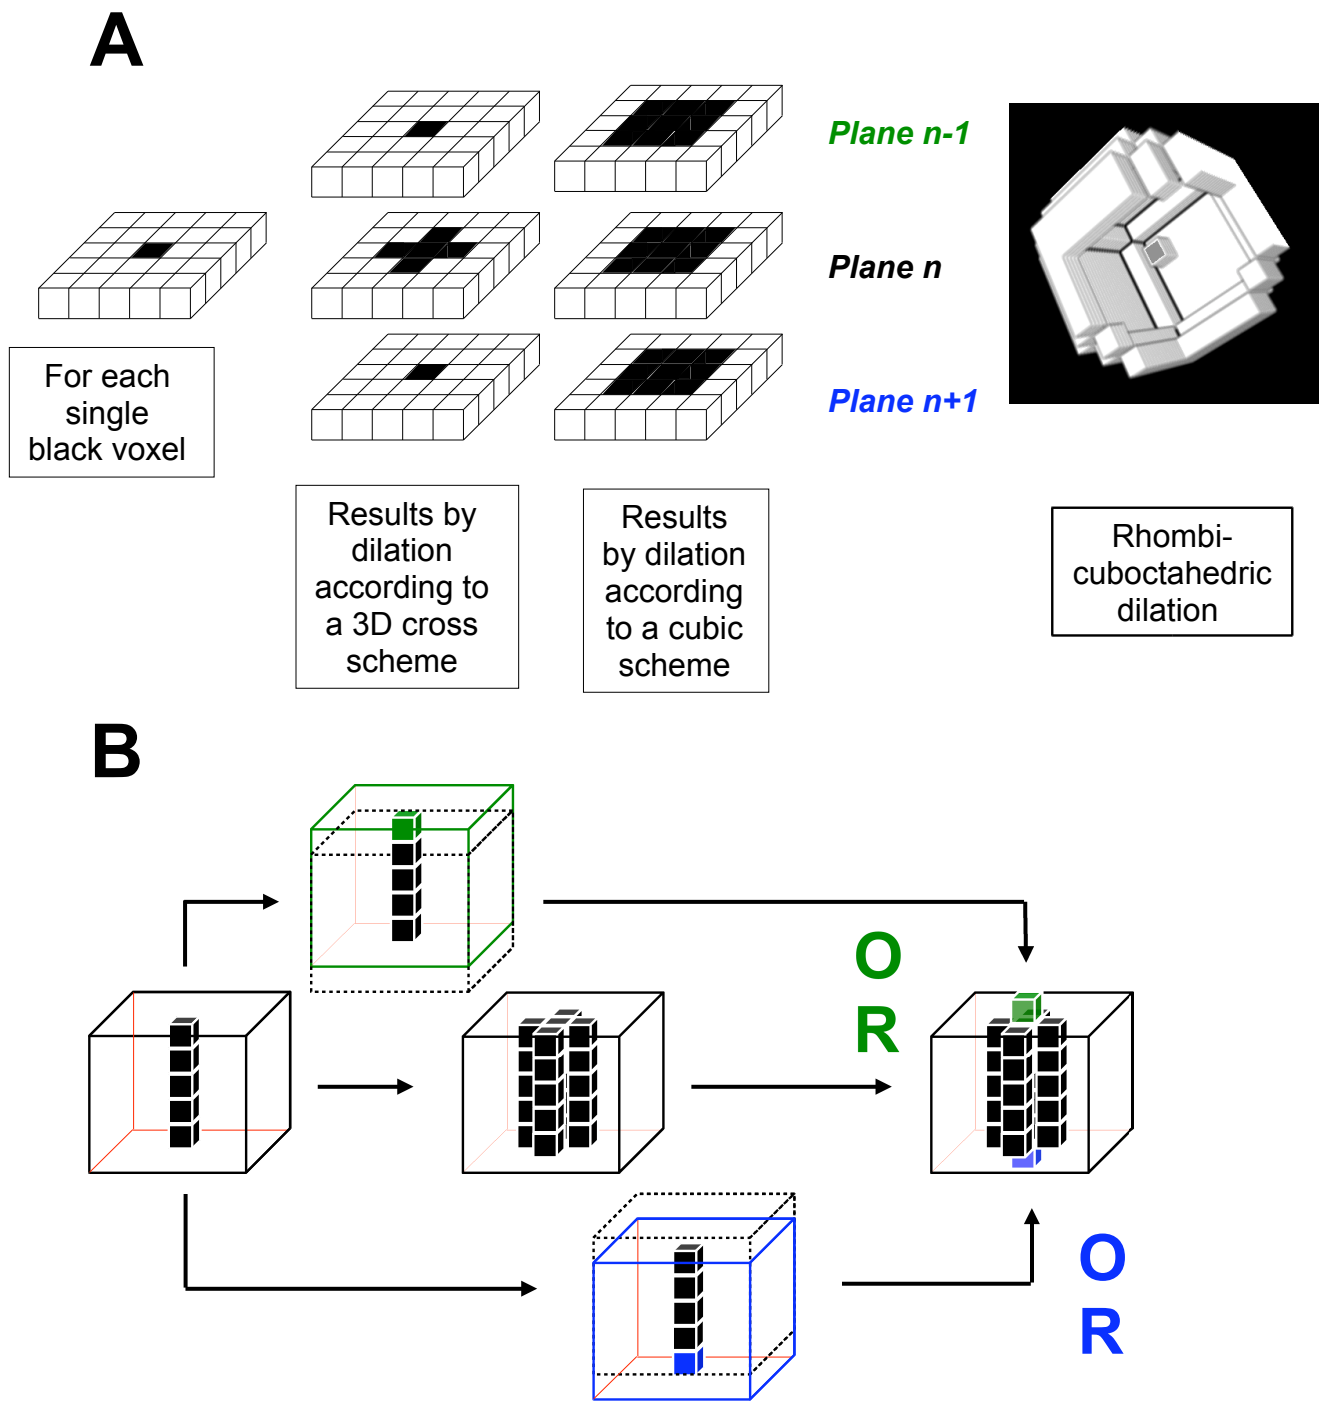 A
Plane n-1
Plane n
Plane n+1
For each
single
black voxel
Results by
dilation
according to
a 3D cross
scheme
Results
by dilation
according
to a cubic
scheme
Rhombi-
cuboctahedric
dilation
B
O
R
O
R